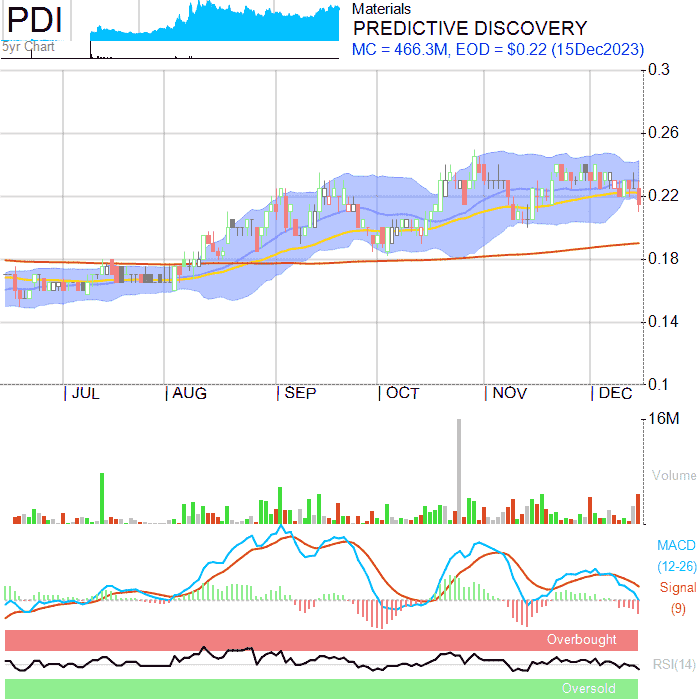 PDI
5yr Chart
Materials
PREDICTIVE DISCOVERY
MC = 466.3M, EOD = $0.22 (15Dec2023)
0.3
0.26
0.22
0.18
0.14
0.1
JUL AUG SEP OCT NOV DEC
16M
Volume
MACD
(12-26)
Signal
(9)
Overbought
RSI(14)
Oversold